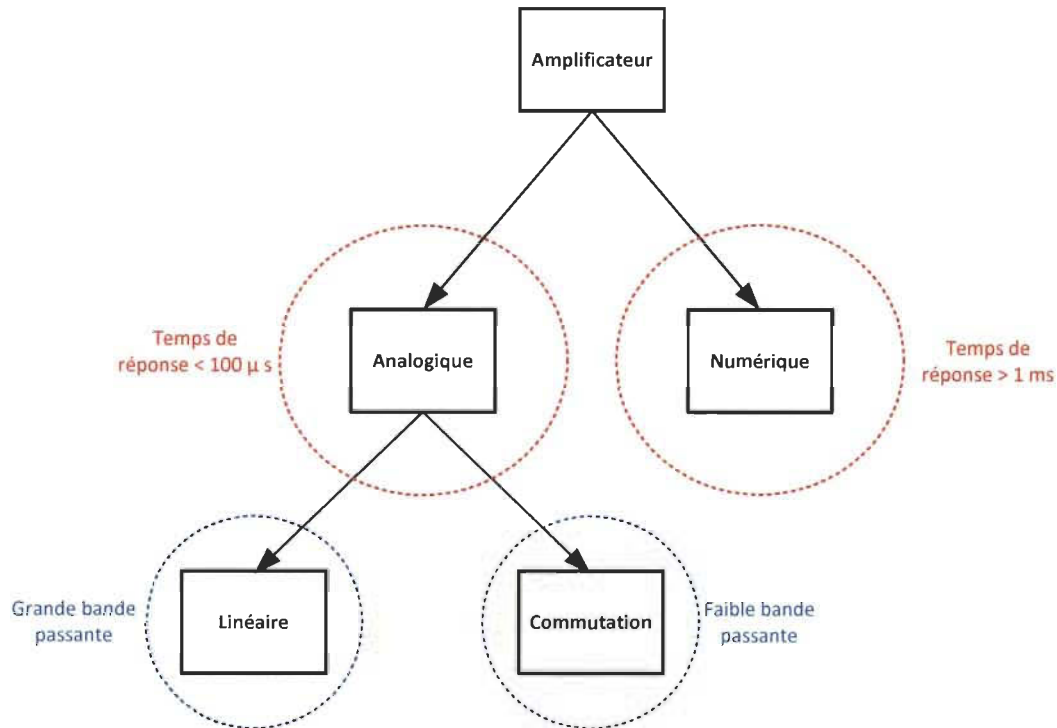 Amplificateur
Temps de
réponse < 100 µ s
Analogique
Numérique
Temps de
réponse > 1 ms
Grande bande
passante
Linéaire
Commutation
Faible bande
passante